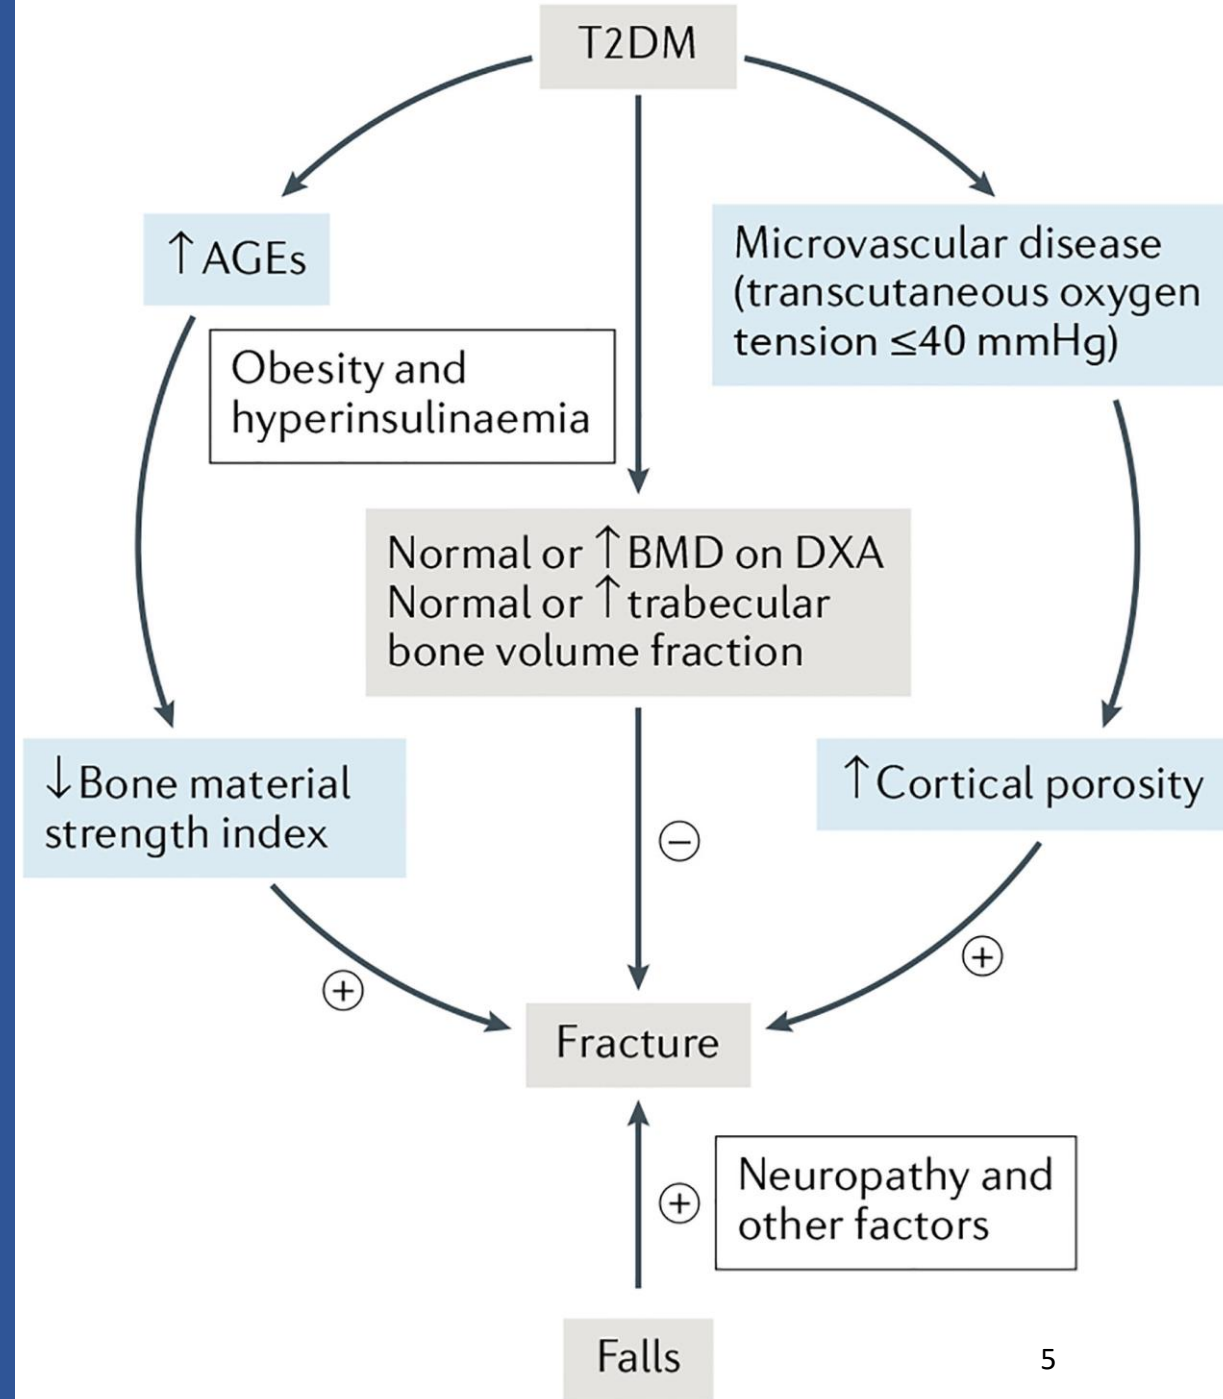 T2DM
↑AGEs
Microvascular disease
(transcutaneous oxygen
tension ≤40 mmHg)
Obesity and
hyperinsulinaemia
Normal or ↑BMD on DXA
Normal or ↑trabecular
bone volume fraction
↓Bone material
strength index
↑Cortical porosity
−
+
+
Fracture
+
Neuropathy and
other factors
Falls
5